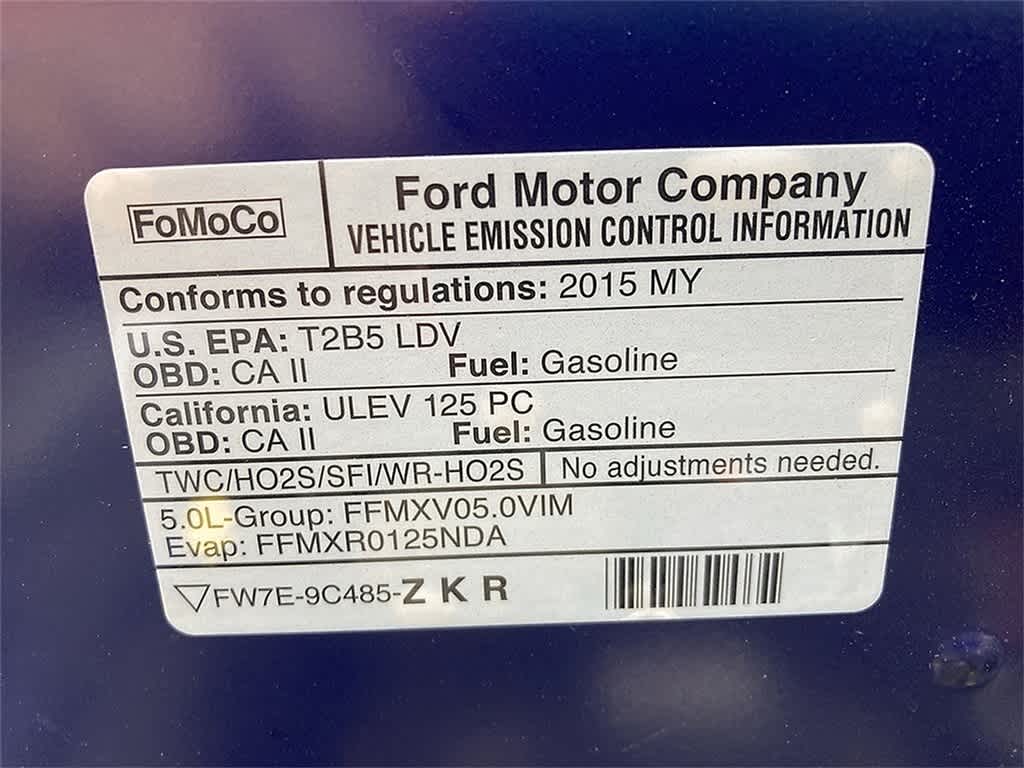 FoMoCo
Ford Motor Company
VEHICLE EMISSION CONTROL INFORMATION
Conforms to regulations: 2015 MY
U.S. EPA: T2B5 LDV
OBD: CA II Fuel: Gasoline
California: ULEV 125 PC
OBD: CA II Fuel: Gasoline
TWC/HO2S/SFI/WR-HO2S No adjustments needed.
5.0L-Group: FFMXV05.0VIM
Evap: FFMXR0125NDA
FW7E-9C485-Z K R